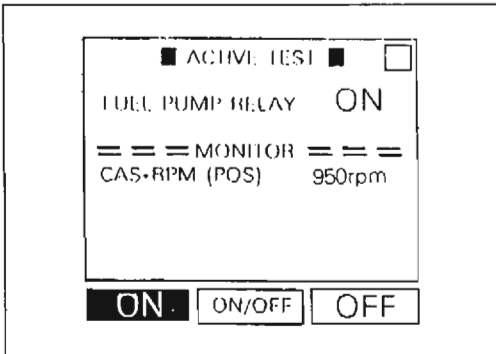 ■ ACTIVE TEST ■ □
FUEL PUMP RELAY ON
= = = MONITOR = = =
CAS•RPM (POS) 950rpm
ON ON/OFF OFF